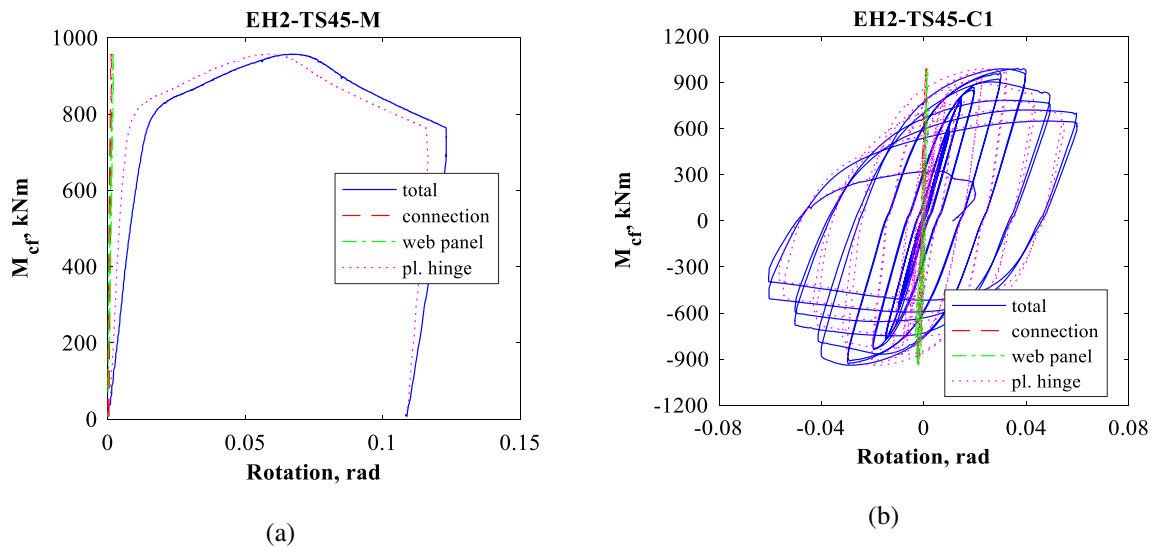 EH2-TS45-M
1000
800
600
400
200
0
M_cf, kNm
0
0.05
0.1
0.15
Rotation, rad
total
connection
web panel
pl. hinge
(a)
EH2-TS45-C1
1200
900
600
300
0
-300
-600
-900
-1200
M_cf, kNm
-0.08
-0.04
0
0.04
0.08
Rotation, rad
total
connection
web panel
pl. hinge
(b)